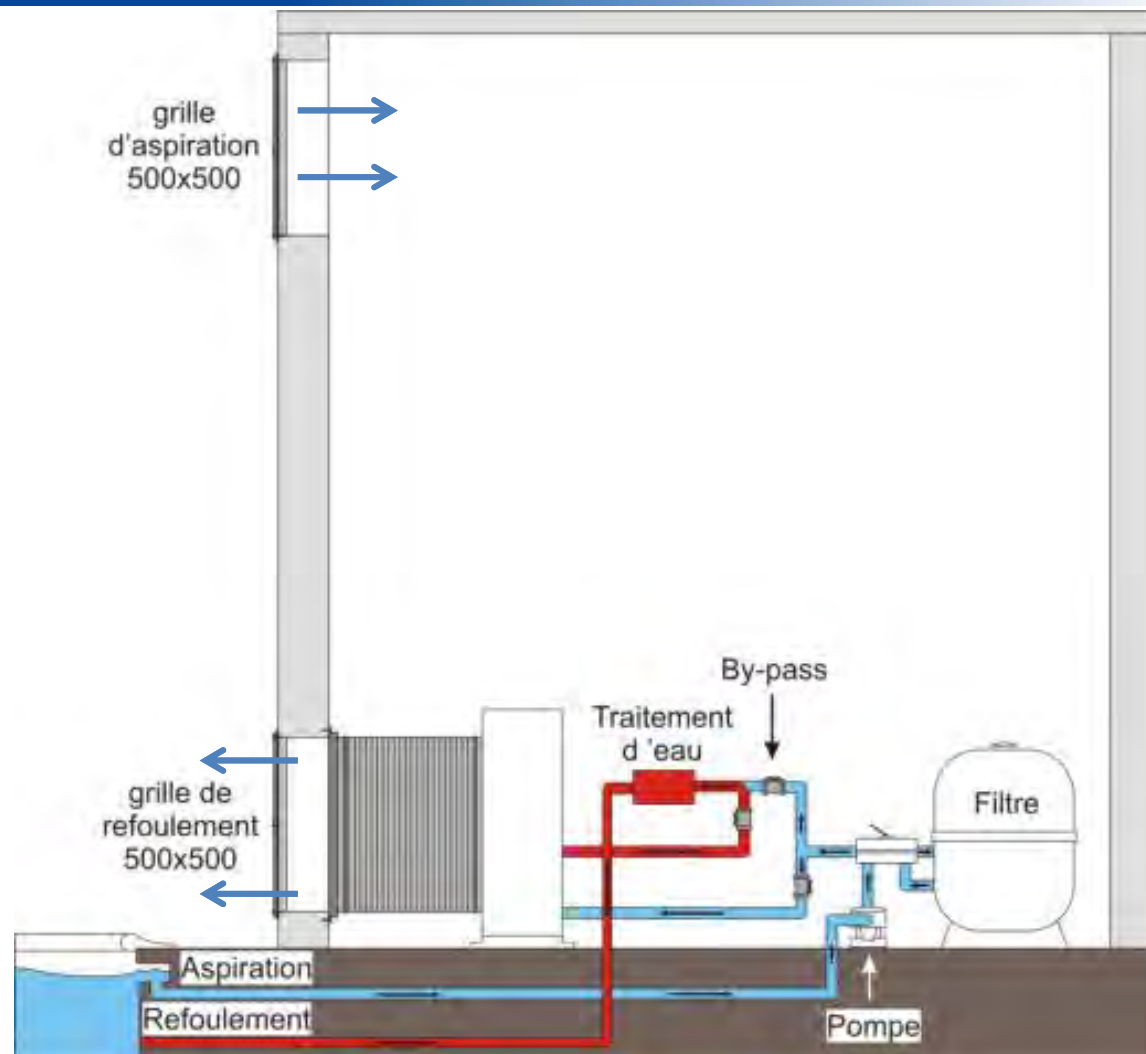 grille
d'aspiration
500x500
By-pass
Traitement
d 'eau
Filtre
grille de
refoulement
500x500
Aspiration
Refoulement
Pompe